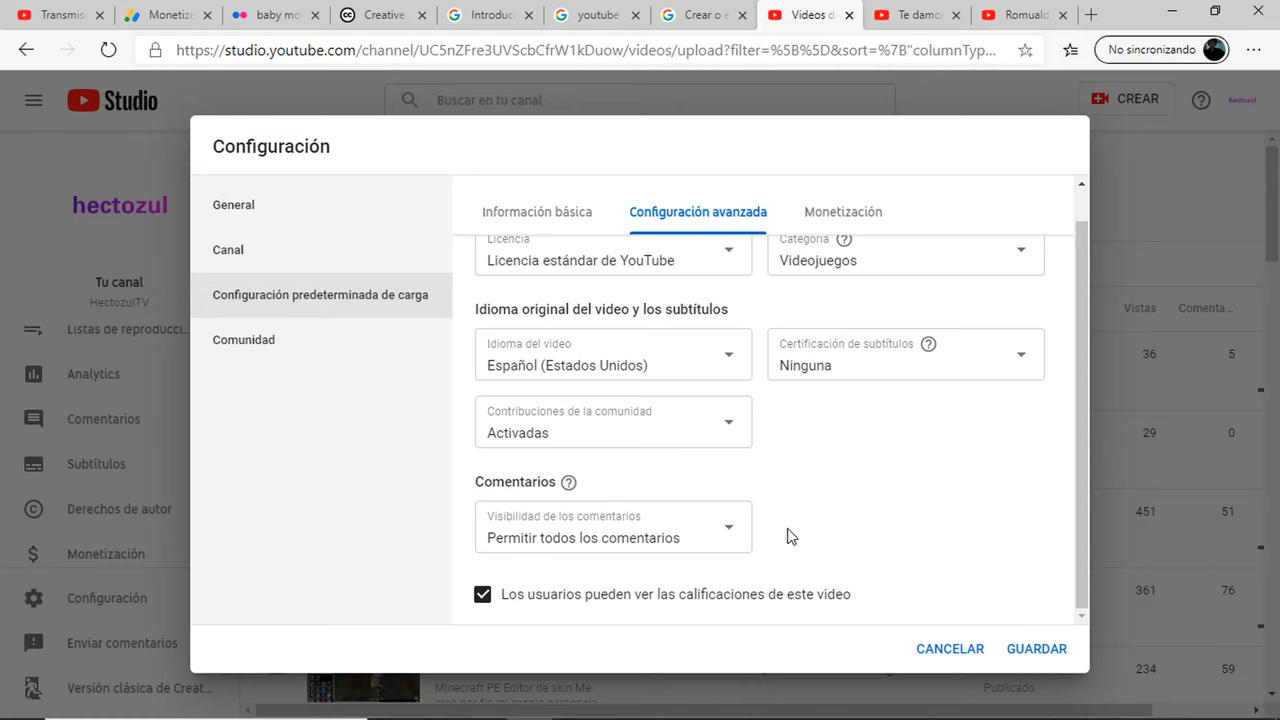 Transmisi
Monetize
baby mo
Creative
Introduc
youtube
Crear o e
Videos d
Te damo
Romuald
https://studio.youtube.com/channel/UC5nZFre3UVScbCfrW1kDuow/videos/upload?filter=%5B%5D&sort=%7B"columnTyp...
No sincronizando
Studio
Buscar en tu canal
CREAR
hectozul
Configuración
hectozul
General
Información básica
Configuración avanzada
Monetización
Licencia
Licencia estándar de YouTube
Categoría
Videojuegos
Canal
Tu canal
HectozulTV
Configuración predeterminada de carga
Idioma original del video y los subtítulos
Vistas
Comenta...
Listas de reproducci...
Comunidad
Idioma del video
Español (Estados Unidos)
Certificación de subtítulos
Ninguna
36
5
Analytics
Comentarios
Contribuciones de la comunidad
Activadas
29
0
Subtítulos
Comentarios
Derechos de autor
Visibilidad de los comentarios
Permitir todos los comentarios
451
51
Monetización
Configuración
Los usuarios pueden ver las calificaciones de este video
361
76
Enviar comentarios
CANCELAR
GUARDAR
234
59
Versión clásica de Creat...
Minecraft PE Editor de skin Me
Publicado